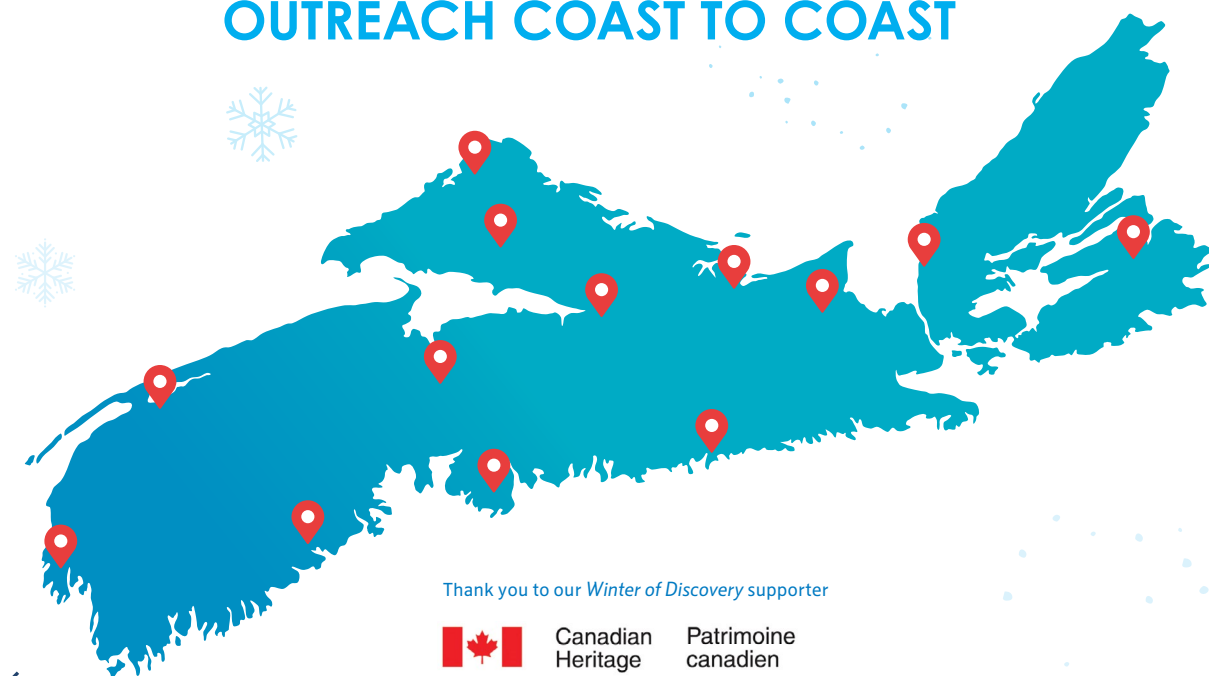 OUTREACH COAST TO COAST
Thank you to our Winter of Discovery supporter
Canadian Patrimoine
Heritage canadien